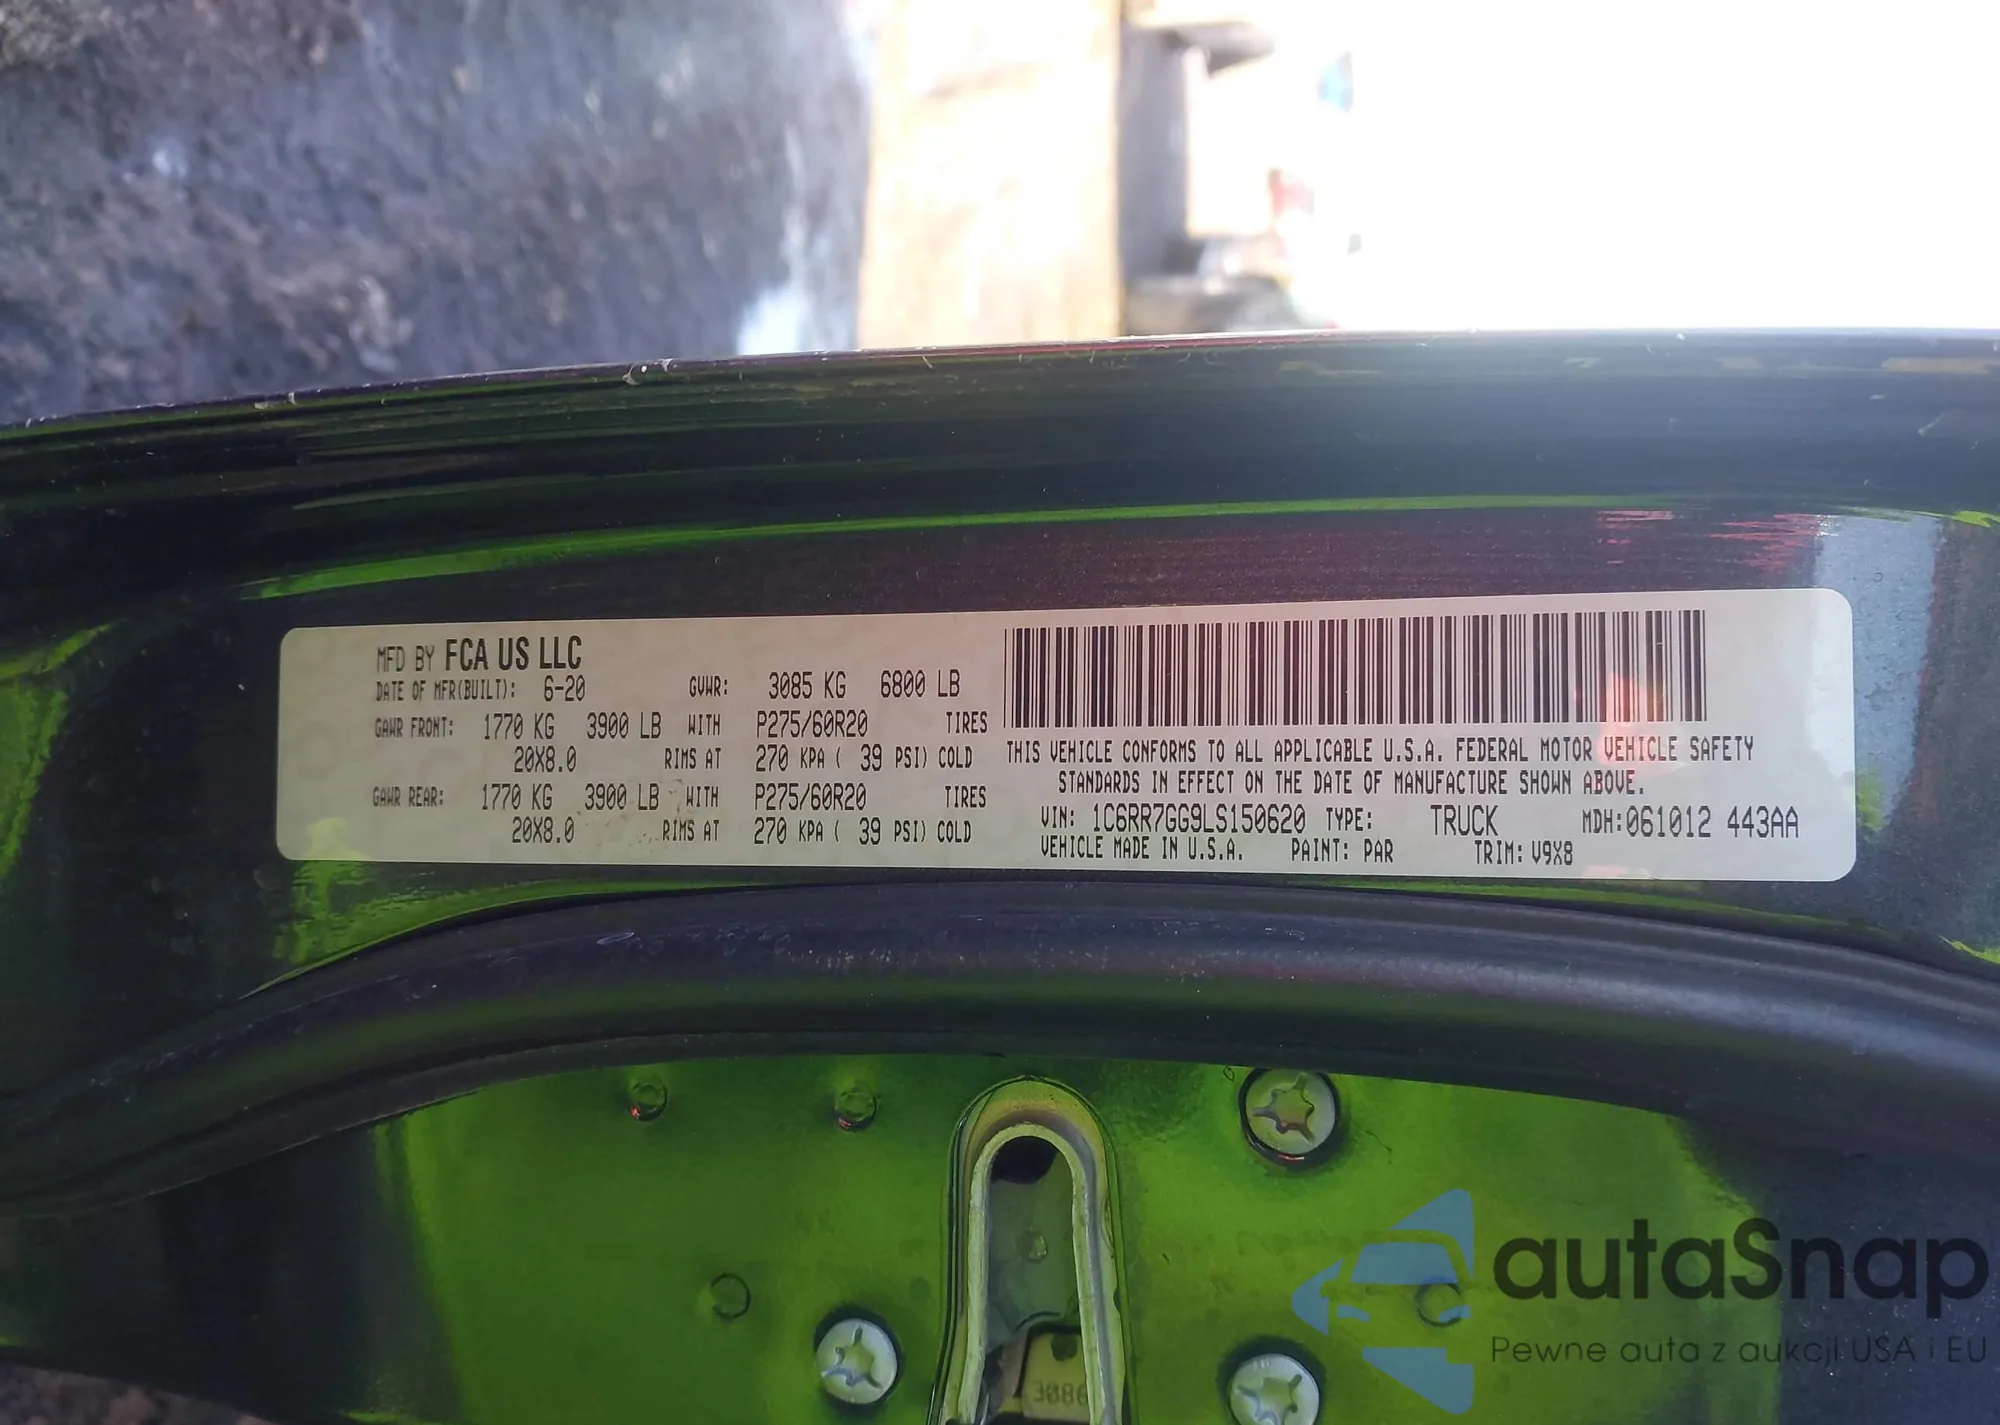 MFD BY FCA US LLC
DATE OF MFR(BUILT): 6-20 GVWR: 3085 KG 6800 LB
GAWR FRONT: 1770 KG 3900 LB WITH P275/60R20 TIRES
20X8.0 RIMS AT 270 KPA ( 39 PSI) COLD
GAWR REAR: 1770 KG 3900 LB WITH P275/60R20 TIRES
20X8.0 RIMS AT 270 KPA ( 39 PSI) COLD
THIS VEHICLE CONFORMS TO ALL APPLICABLE U.S.A. FEDERAL MOTOR VEHICLE SAFETY
STANDARDS IN EFFECT ON THE DATE OF MANUFACTURE SHOWN ABOVE.
VIN: 1C6RR7GG9LS150620 TYPE: TRUCK MDH:061012 443AA
VEHICLE MADE IN U.S.A. PAINT: PAR TRIM: V9X8
autaSnap
Pewne auta z aukcji USA i EU